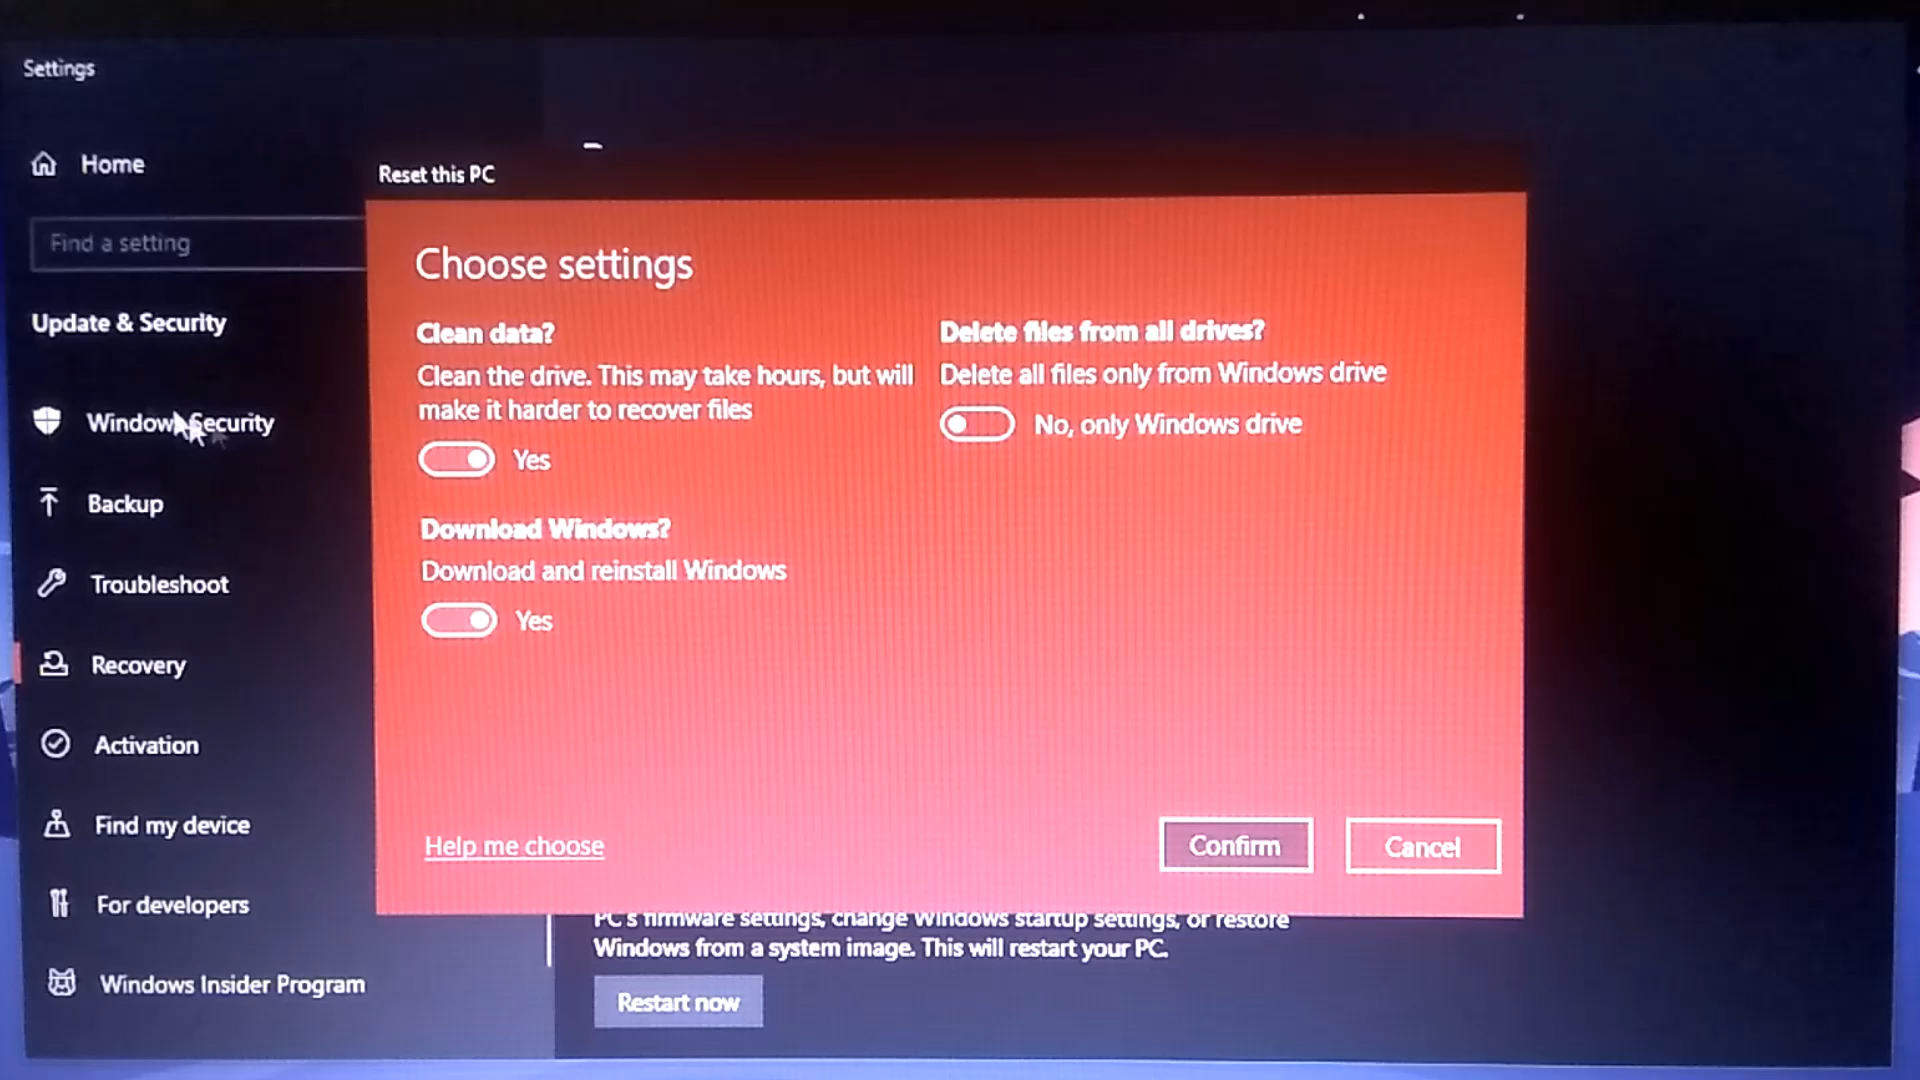 Settings
Home
Find a setting
Update & Security
Windows Security
Backup
Troubleshoot
Recovery
Activation
Find my device
For developers
Windows Insider Program
Reset this PC
Choose settings
Clean data?
Clean the drive. This may take hours, but will
make it harder to recover files
Yes
Download Windows?
Download and reinstall Windows
Yes
Delete files from all drives?
Delete all files only from Windows drive
No, only Windows drive
Help me choose
Confirm
Cancel
PC's firmware settings, change Windows startup settings, or restore
Windows from a system image. This will restart your PC.
Restart now